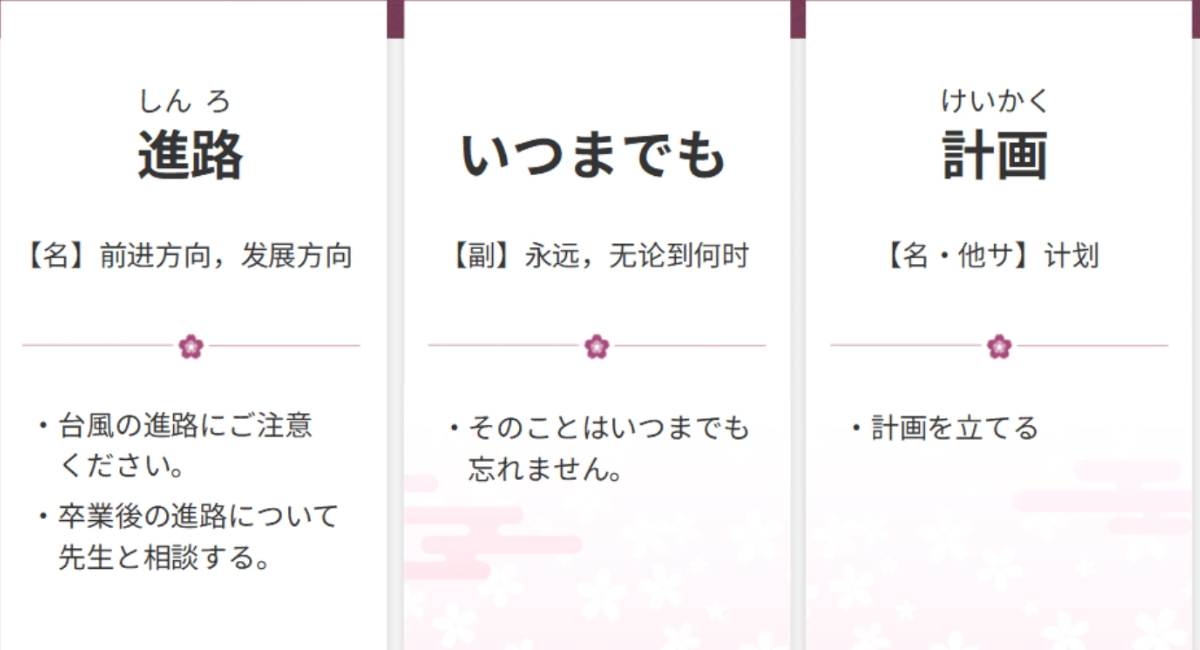 しん ろ
進路
【名】前进方向，发展方向
・台風の進路にご注意
ください。
・卒業後の進路について
先生と相談する。
いつまでも
【副】永远，无论到何时
・そのことはいつまでも
忘れません。
けいかく
計画
【名・他サ】计划
・計画を立てる